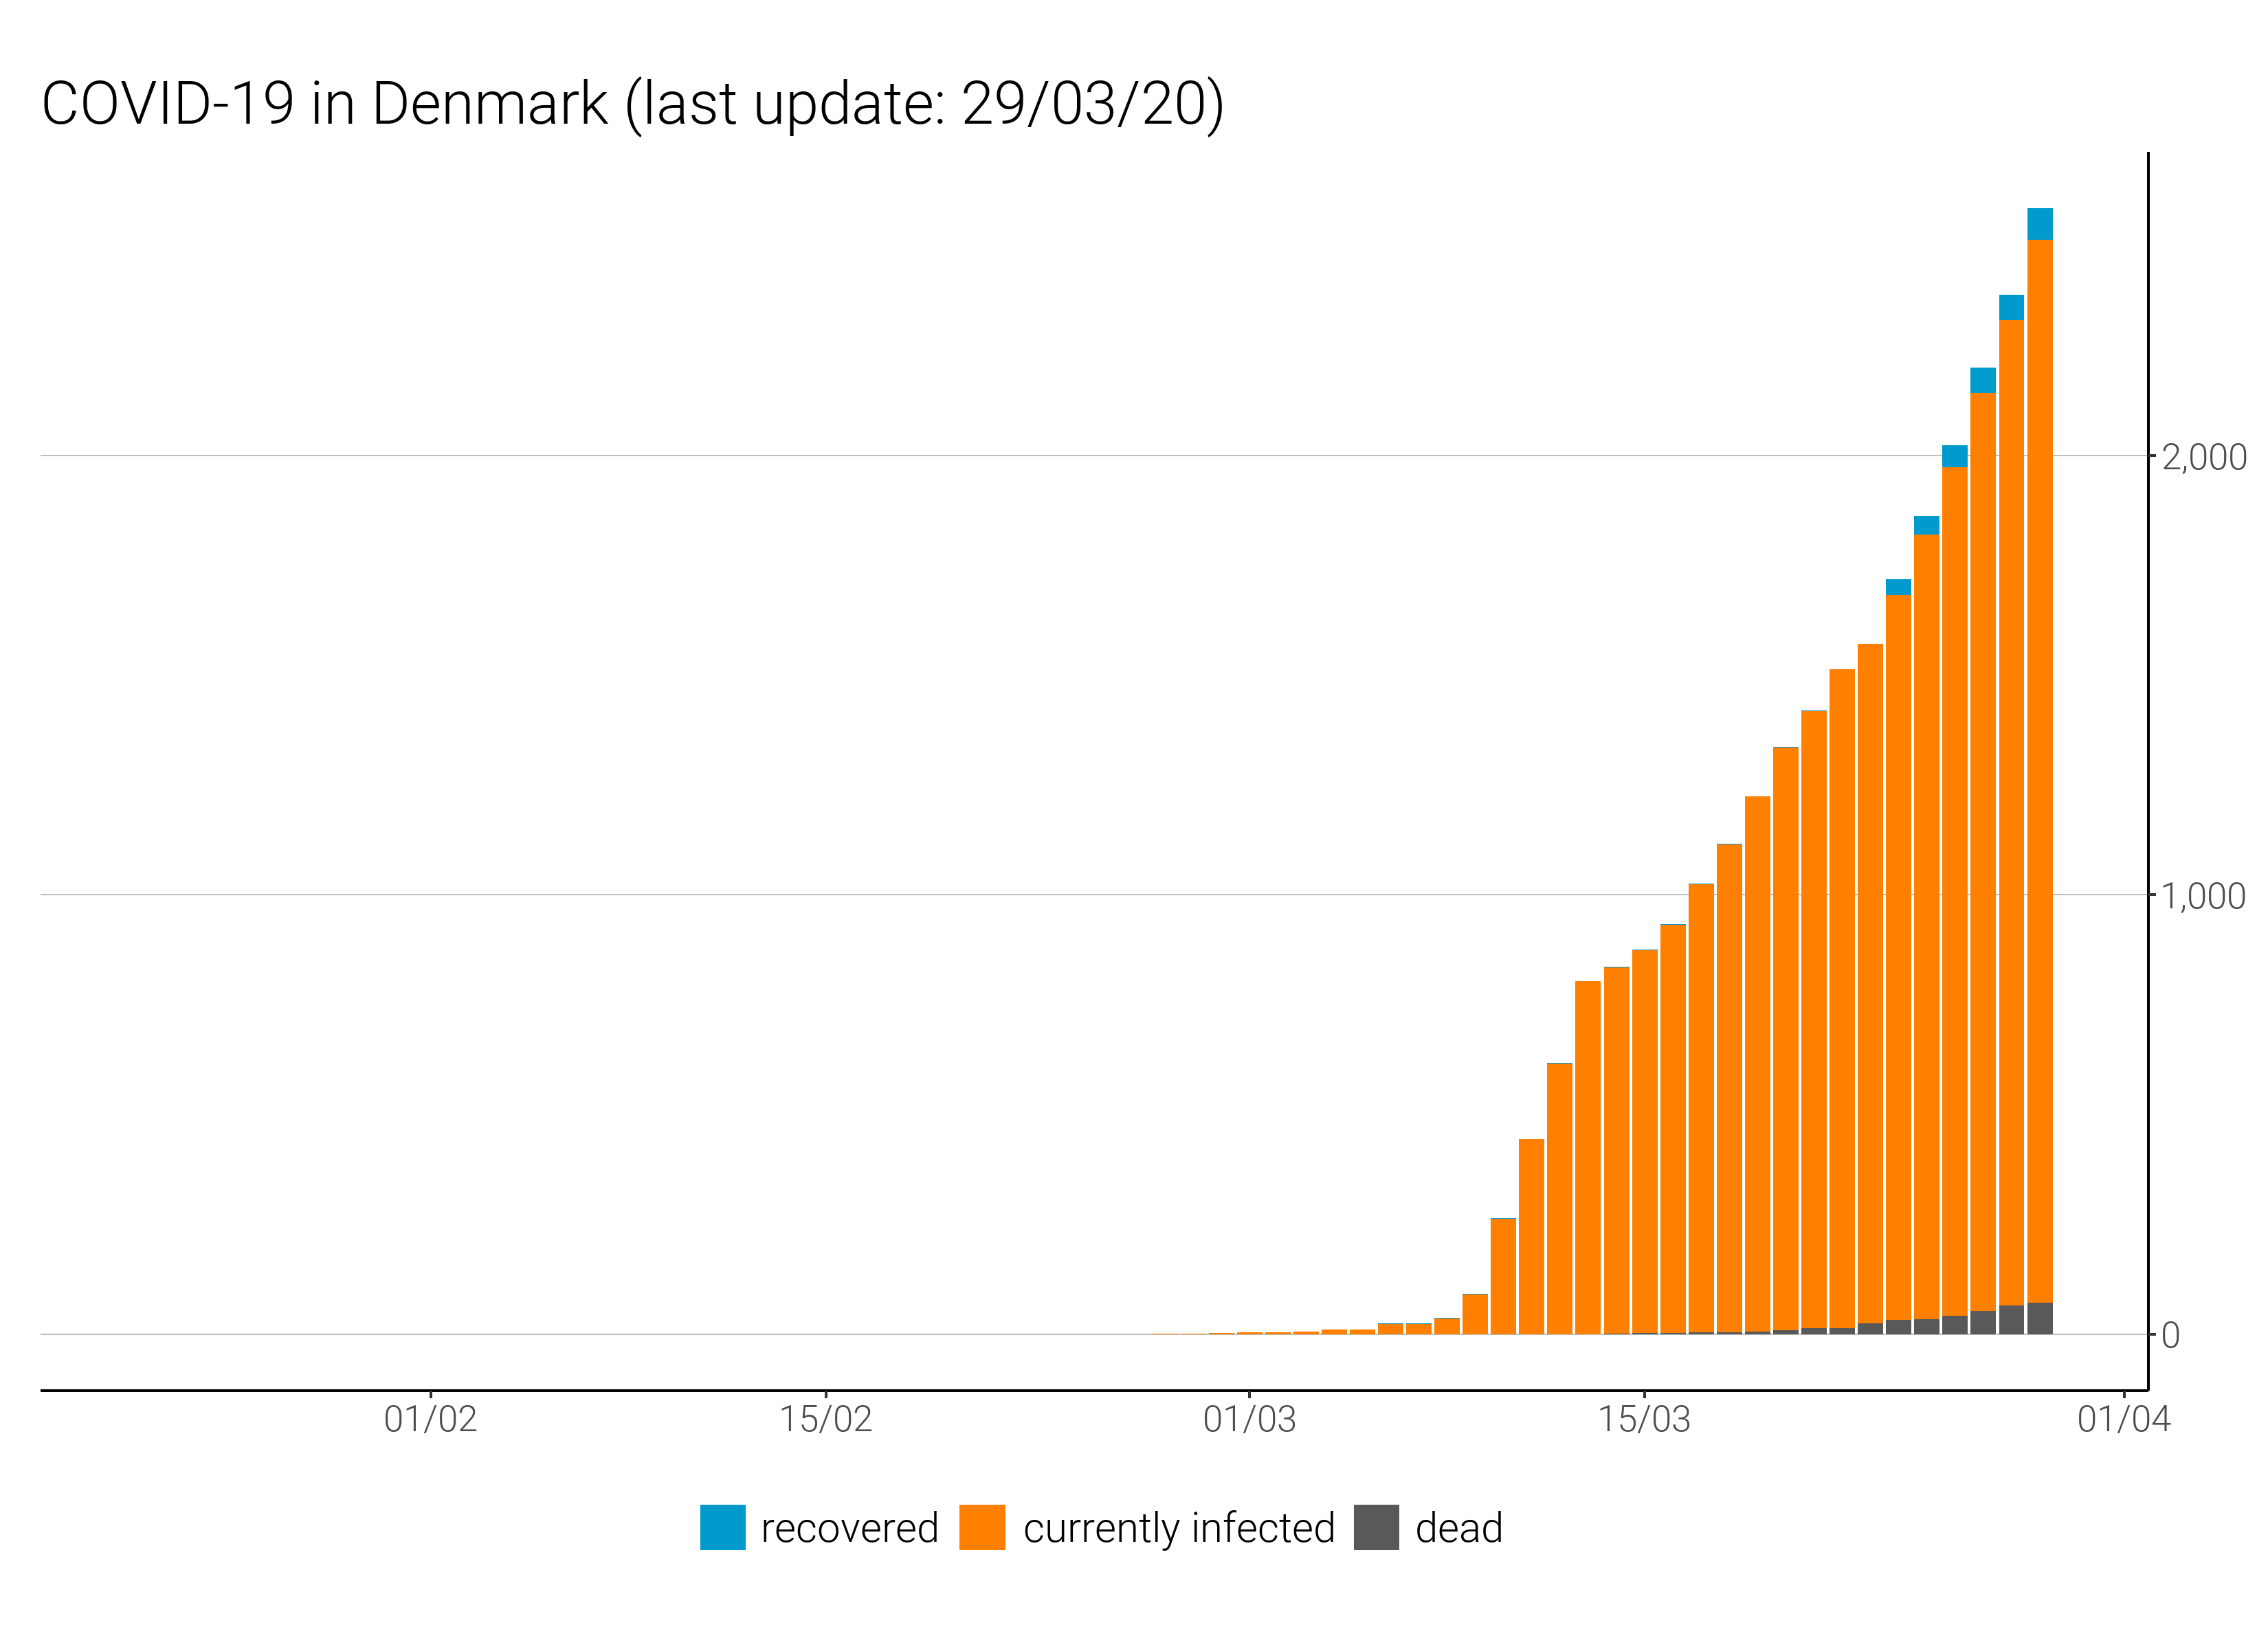 COVID-19 in Denmark (last update: 29/03/20)
2,000
1,000
0
01/02 15/02 01/03 15/03 01/04
recovered currently infected dead